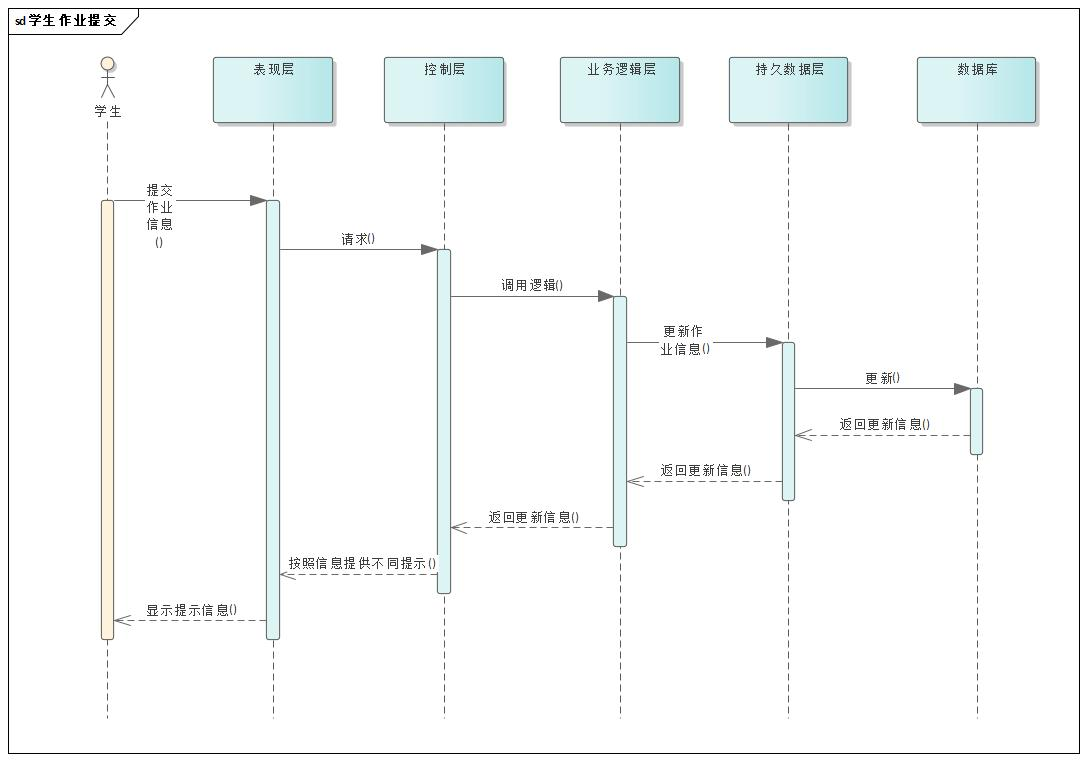 sd 学生作业提交
学生
表现层
控制层
业务逻辑层
持久数据层
数据库
提交
作业
信息
()
请求()
调用逻辑()
更新作
业信息()
更新()
返回更新信息()
返回更新信息()
返回更新信息()
按照信息提供不同提示()
显示提示信息()